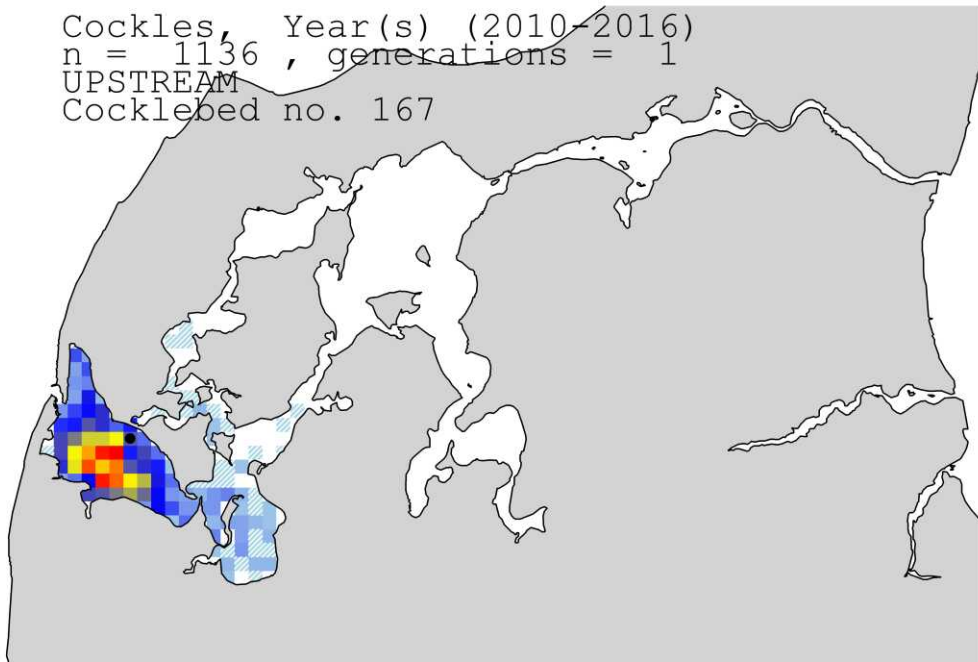 Cockles, Year(s) (2010-2016)
n = 1136 , generations = 1
UPSTREAM
Cocklebed no. 167